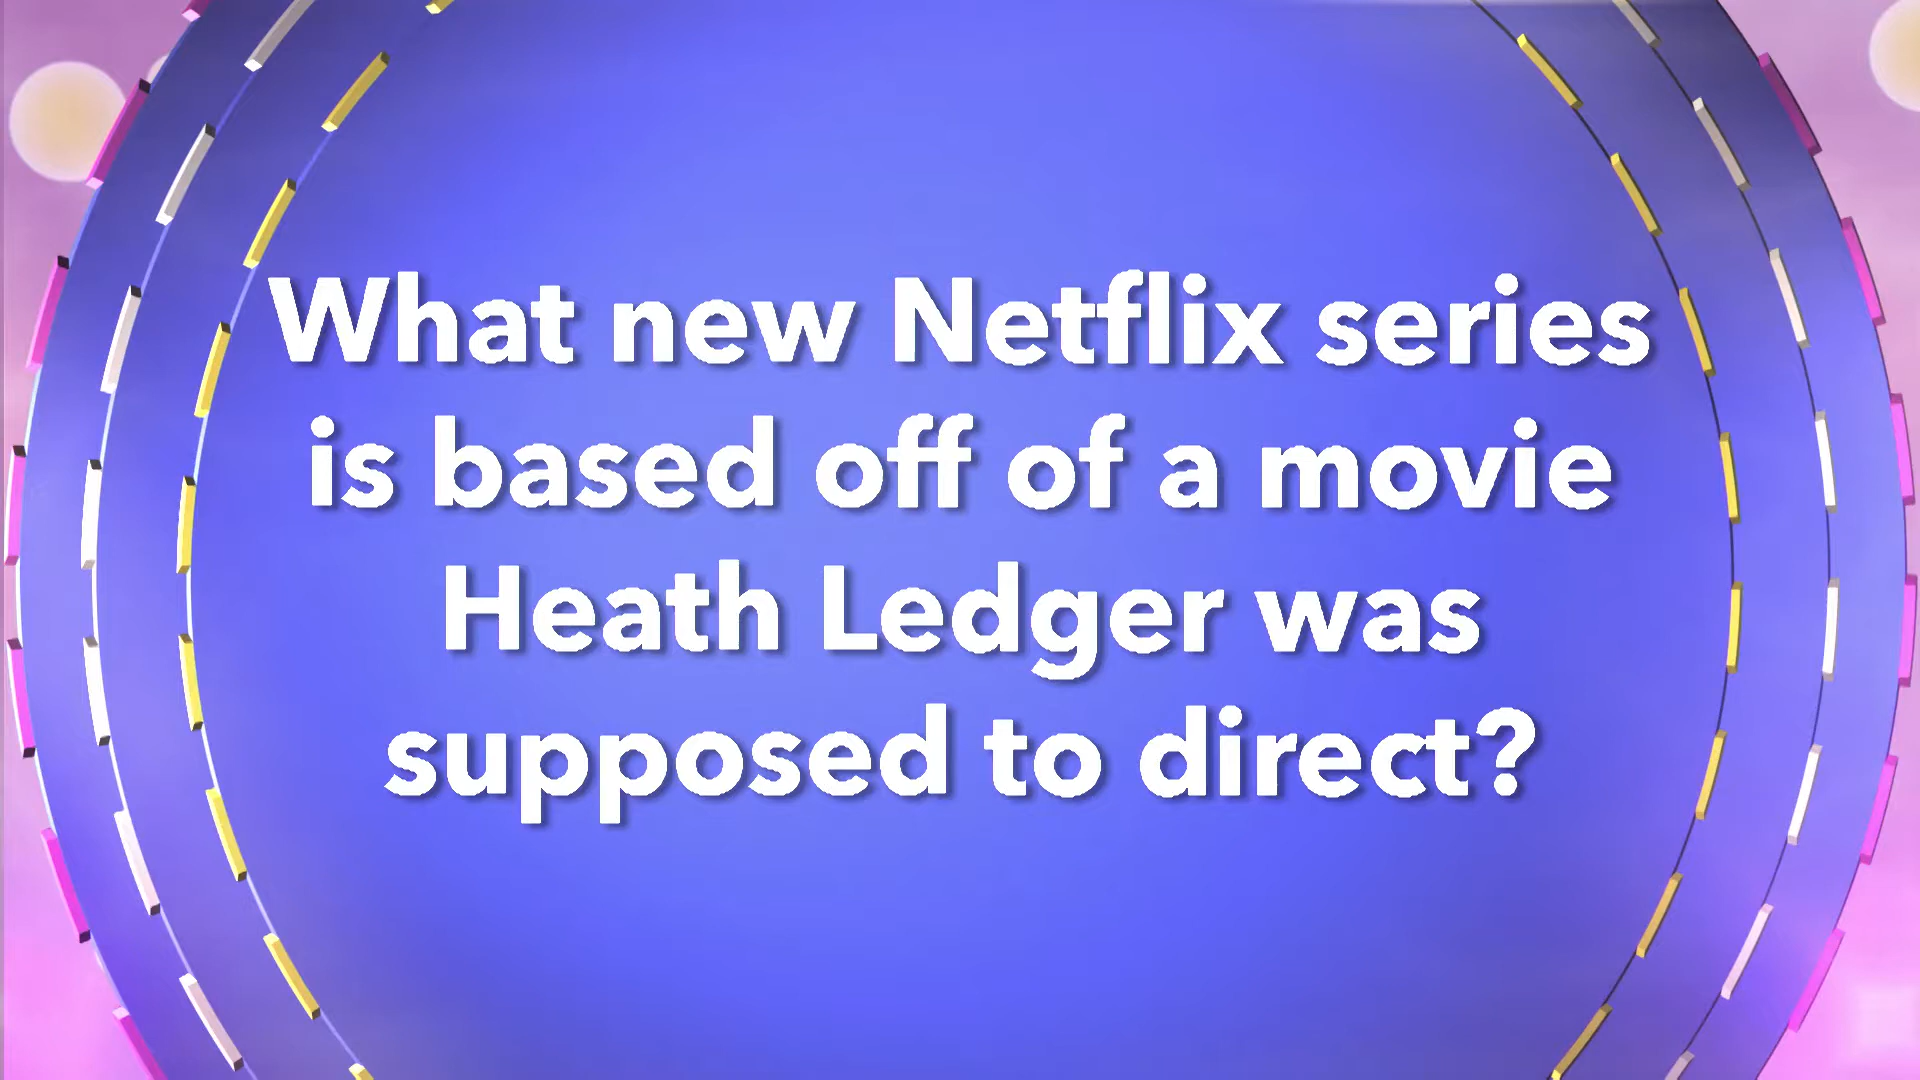 What new Netflix series
is based off of a movie
Heath Ledger was
supposed to direct?